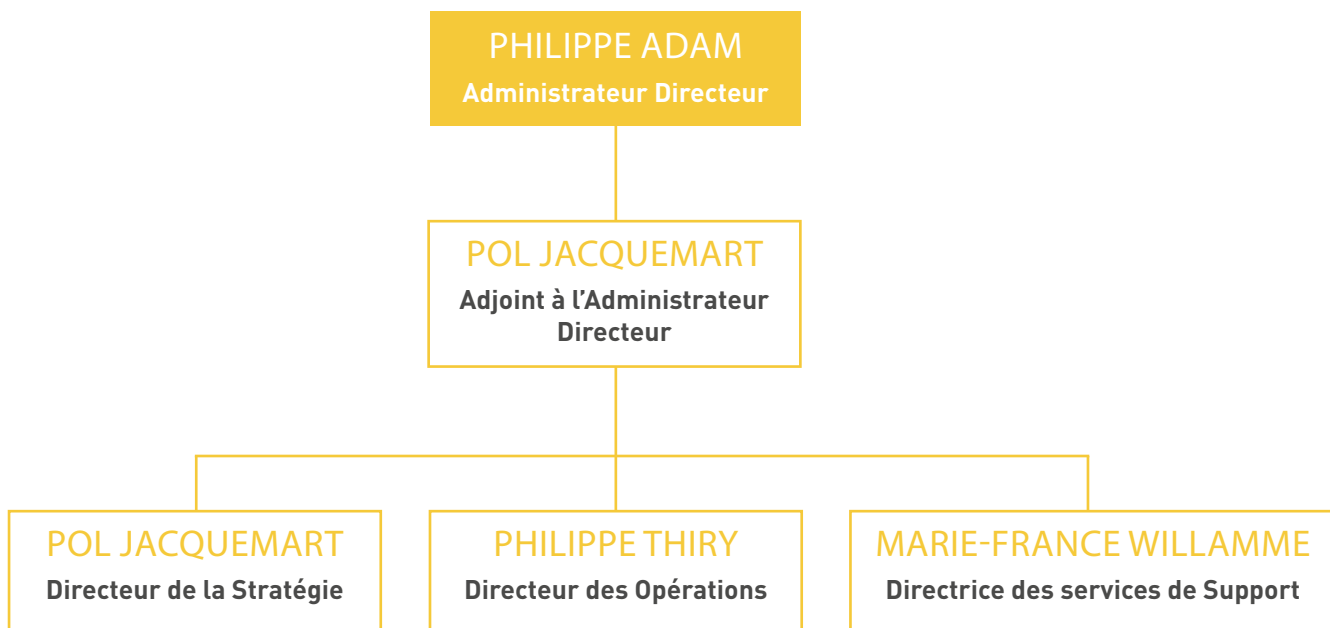 PHILIPPE ADAM
Administrateur Directeur
POL JACQUEMART
Adjoint à l’Administrateur
Directeur
POL JACQUEMART
Directeur de la Stratégie
PHILIPPE THIRY
Directeur des Opérations
MARIE-FRANCE WILLAMME
Directrice des services de Support